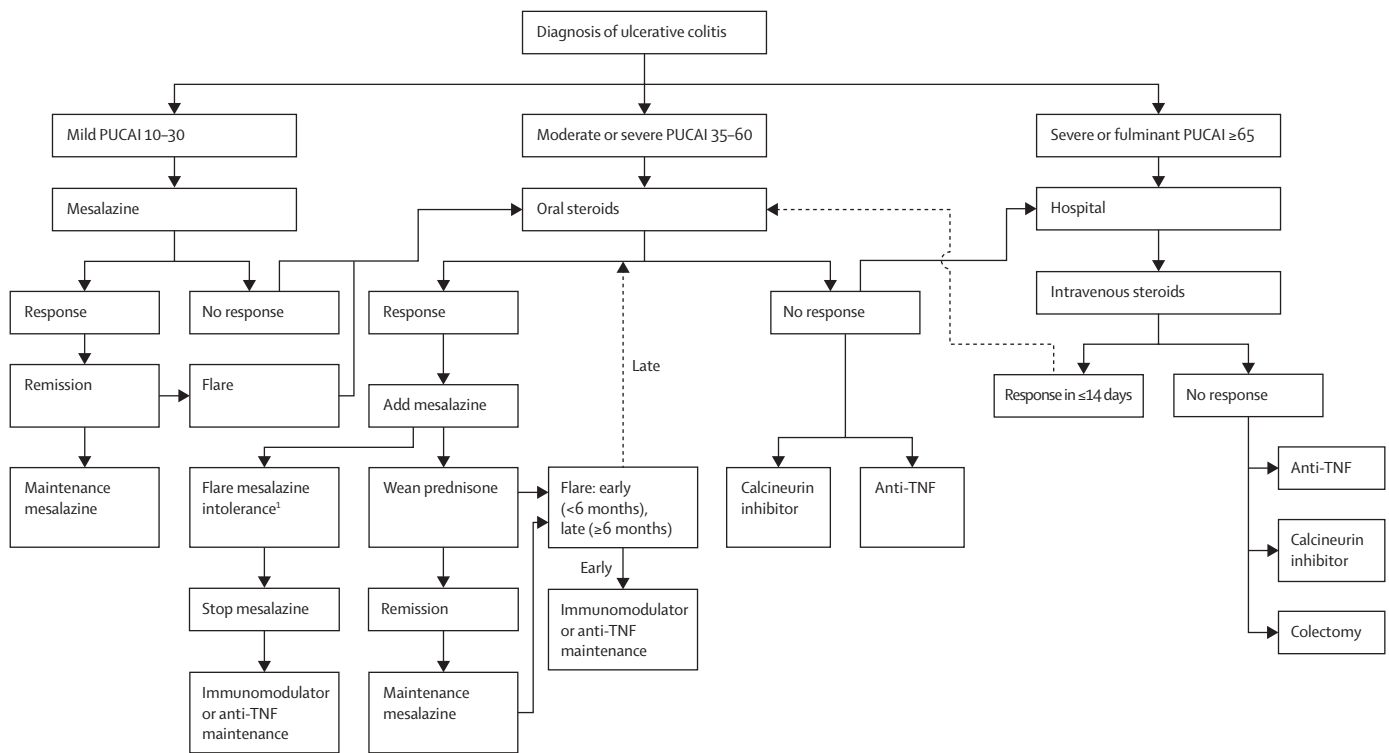 Diagnosis of ulcerative colitis
Mild PUCAI 10–30
Moderate or severe PUCAI 35–60
Severe or fulminant PUCAI ≥65
Mesalazine
Oral steroids
Hospital
Response
No response
Response
No response
Intravenous steroids
Remission
Flare
Add mesalazine
Late
Response in ≤14 days
No response
Maintenance
mesalazine
Flare mesalazine
intolerance¹
Wean prednisone
Flare: early
(<6 months),
late (≥6 months)
Calcineurin
inhibitor
Anti-TNF
Anti-TNF
Early
Calcineurin
inhibitor
Stop mesalazine
Remission
Immunomodulator
or anti-TNF
maintenance
Colectomy
Immunomodulator
or anti-TNF
maintenance
Maintenance
mesalazine